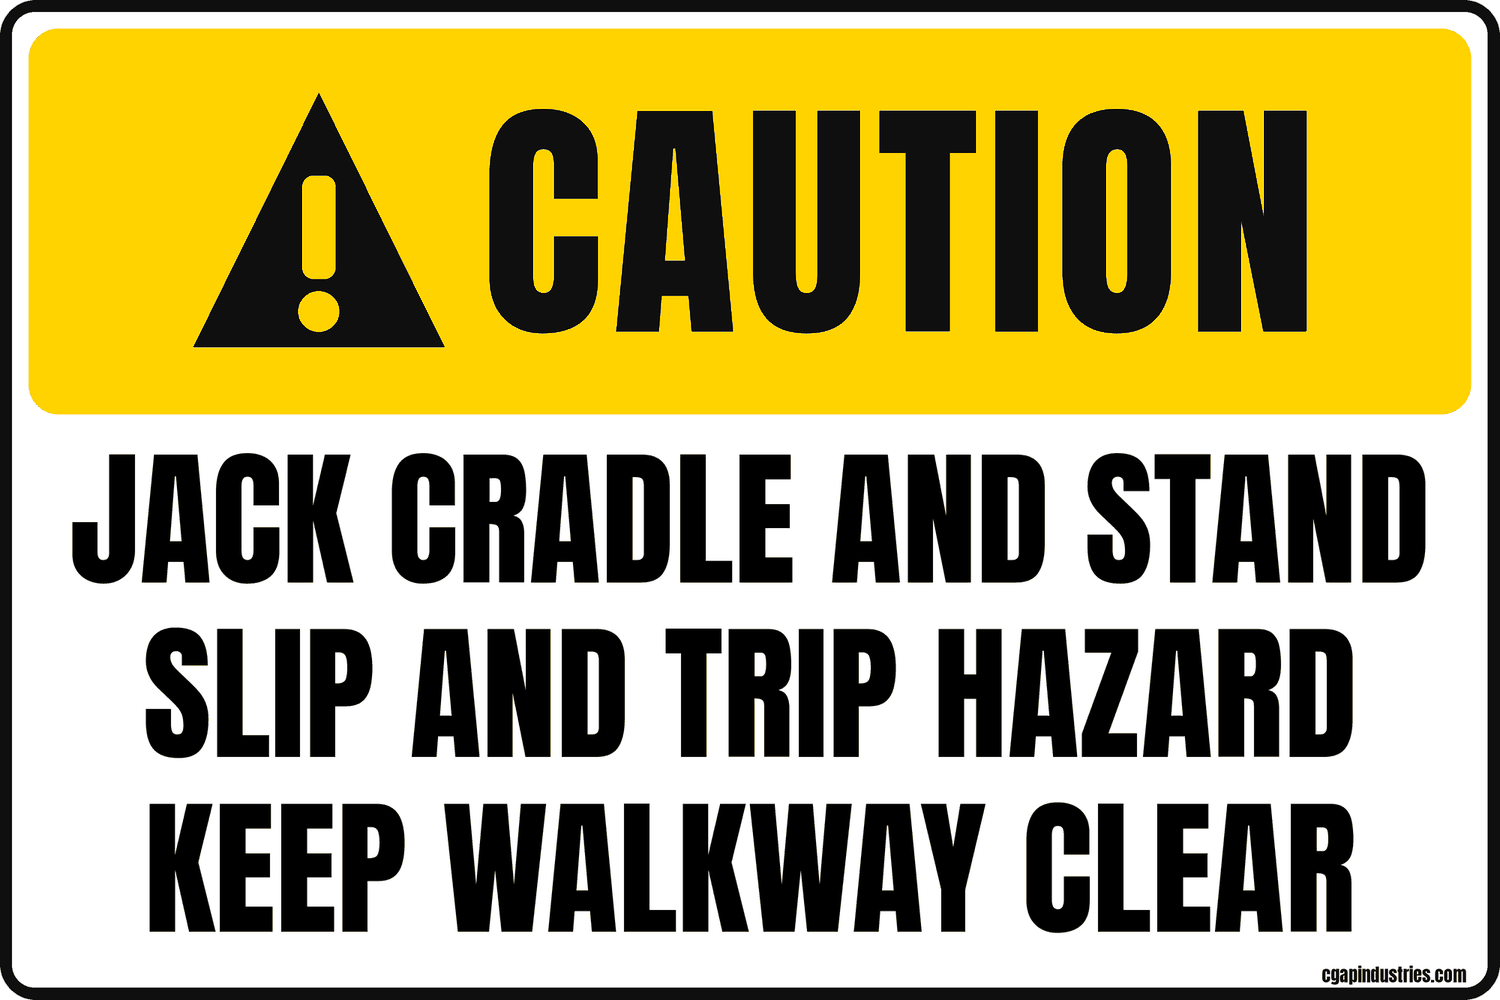 CAUTION
JACK CRADLE AND STAND
SLIP AND TRIP HAZARD
KEEP WALKWAY CLEAR
cgapindustries.com